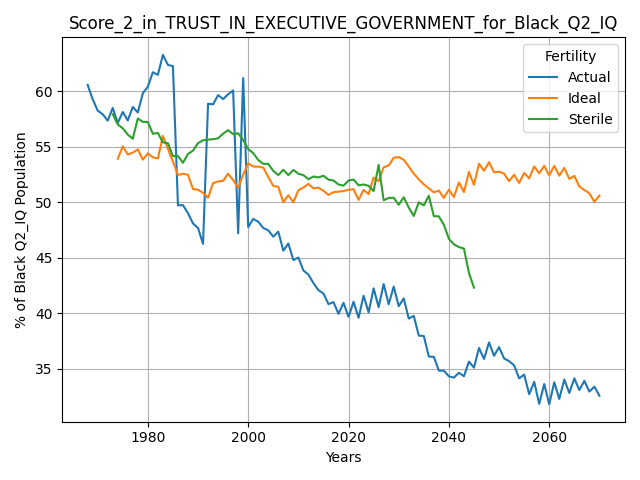 Score_2_in_TRUST_IN_EXECUTIVE_GOVERNMENT_for_Black_Q2_IQ
Fertility
Actual
Ideal
Sterile
% of Black Q2_IQ Population
60
55
50
45
40
35
1980
2000
2020
2040
2060
Years